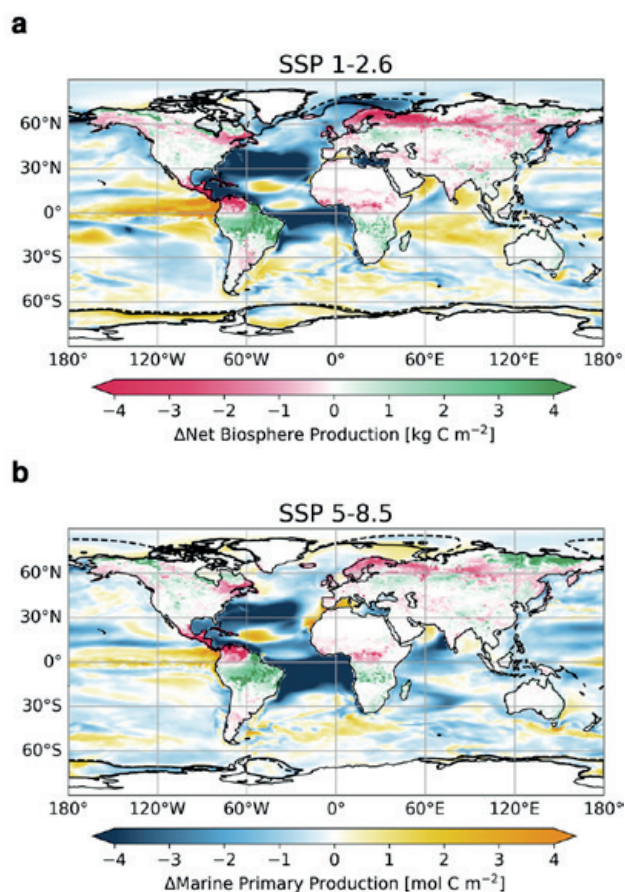 a
SSP 1-2.6
60°N
30°N
0°
30°S
60°S
180° 120°W 60°W 0° 60°E 120°E 180°
−4 −3 −2 −1 0 1 2 3 4
ΔNet Biosphere Production [kg C m⁻²]
b
SSP 5-8.5
60°N
30°N
0°
30°S
60°S
180° 120°W 60°W 0° 60°E 120°E 180°
−4 −3 −2 −1 0 1 2 3 4
ΔMarine Primary Production [mol C m⁻²]